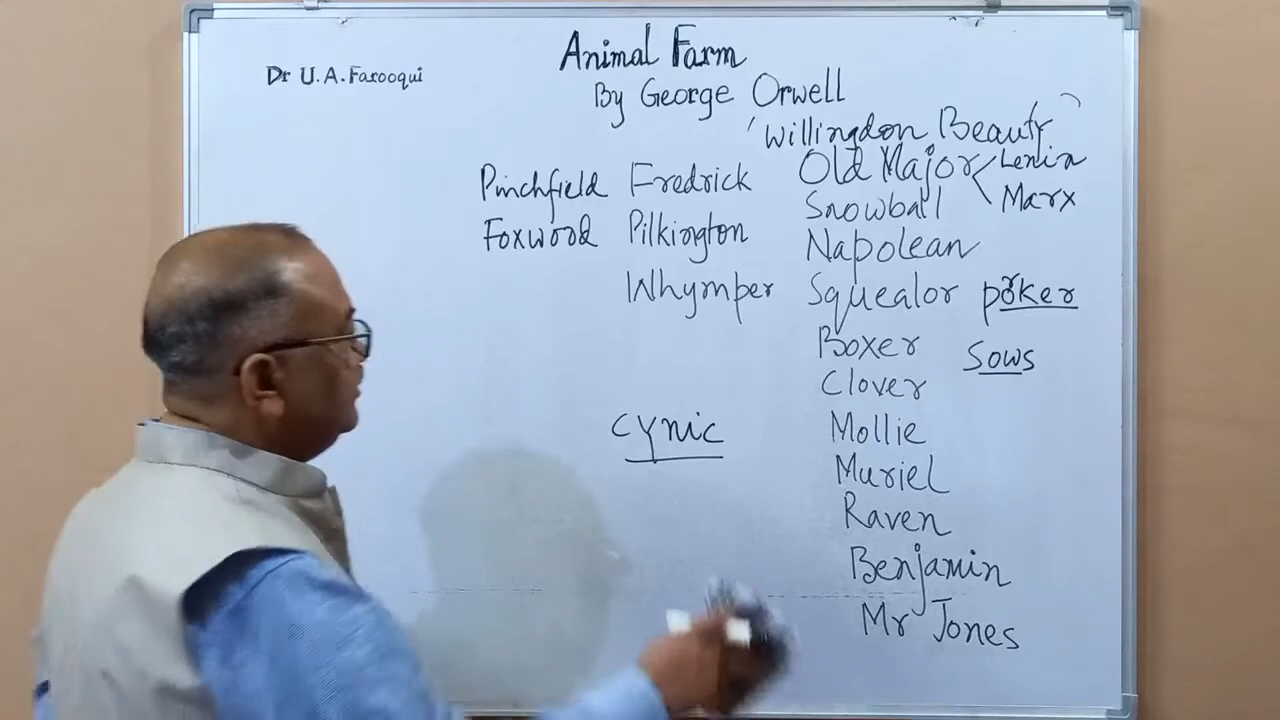 Animal Farm
Dr U.A. Farooqui
By George Orwell
'Willingdon Beauty'
Pinchfield Fredrick Old Major Lenin
Marx
Snowball
Foxwood Pilkington Napolean
Whymper Squealor porker
Boxer
Sows
Clover
Cynic Mollie
Muriel
Raven
Benjamin
Mr Jones